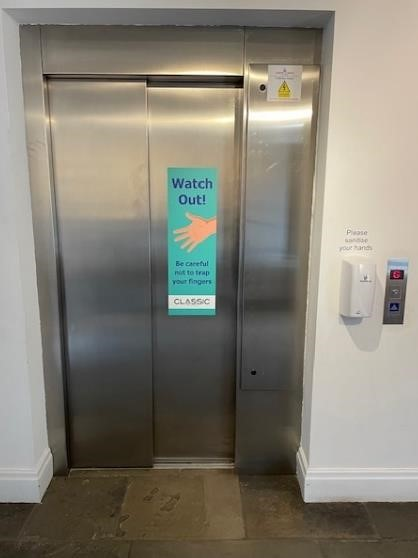 Watch
Out!
Be careful
not to trap
your fingers
CLASSIC
Please
sanitise
your hands
G